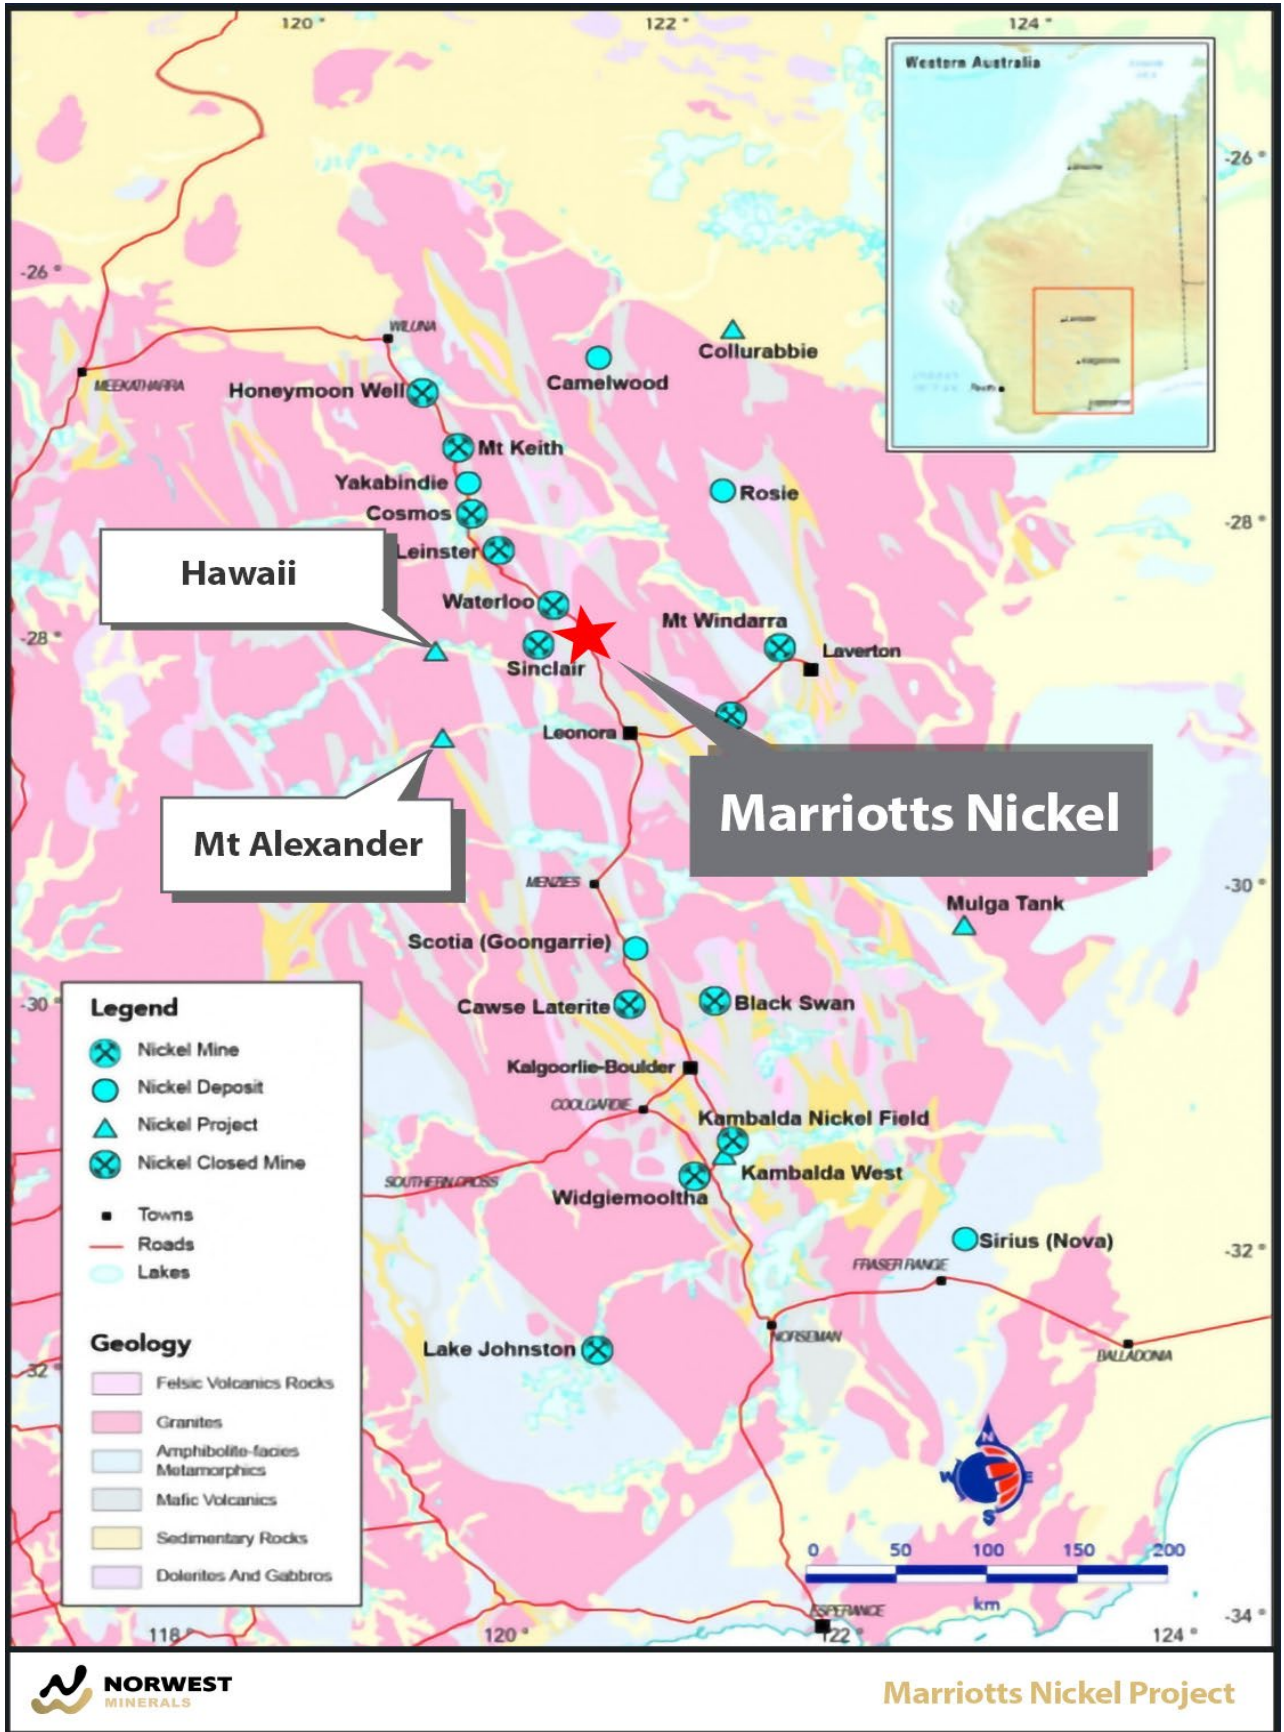 120 °
122 °
124 °
Western Australia
-26 °
-26 °
WILUNA
MEEKATHARRA
Collurabbie
Camelwood
Honeymoon Well
Mt Keith
Yakabindie
Rosie
Cosmos
-28 °
Leinster
Hawaii
Waterloo
Mt Windarra
-28 °
Sinclair
Laverton
Leonora
Marriotts Nickel
Mt Alexander
MENZIES
-30 °
Mulga Tank
Scotia (Goongarrie)
-30 °
Cawse Laterite
Black Swan
Kalgoorlie-Boulder
COOLGARDIE
Kambalda Nickel Field
Kambalda West
SOUTHERN CROSS
Widgiemooltha
Sirius (Nova)
-32 °
FRASER RANGE
NORSEMAN
Lake Johnston
BALLADONIA
32 °
Legend
Nickel Mine
Nickel Deposit
Nickel Project
Nickel Closed Mine
Towns
Roads
Lakes
Geology
Felsic Volcanics Rocks
Granites
Amphibolite-facies
Metamorphics
Mafic Volcanics
Sedimentary Rocks
Dolerites And Gabbros
N
W
E
S
0 50 100 150 200
km
ESPERANCE
-34 °
118 °
120 °
122 °
124 °
NORWEST
MINERALS
Marriotts Nickel Project